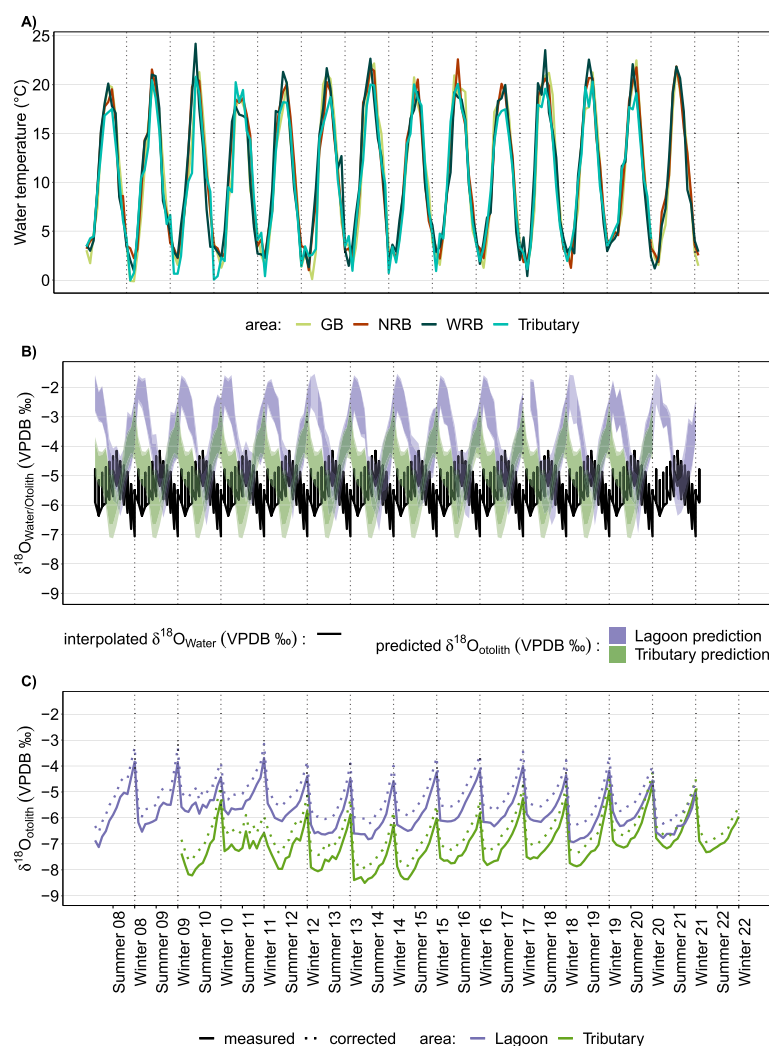 A)
Water temperature (°C)
25
20
15
10
5
0
area: GB NRB WRB Tributary
B)
δ¹⁸O_Water/Otolith (VPDB ‰)
−2
−3
−4
−5
−6
−7
−8
−9
interpolated δ¹⁸O_Water (VPDB ‰) : predicted δ¹⁸O_otolith (VPDB ‰) : Lagoon prediction
Tributary prediction
C)
δ¹⁸O_otolith (VPDB ‰)
−2
−3
−4
−5
−6
−7
−8
−9
Summer 08
Winter 08
Summer 09
Winter 09
Summer 10
Winter 10
Summer 11
Winter 11
Summer 12
Winter 12
Summer 13
Winter 13
Summer 14
Winter 14
Summer 15
Winter 15
Summer 16
Winter 16
Summer 17
Winter 17
Summer 18
Winter 18
Summer 19
Winter 19
Summer 20
Winter 20
Summer 21
Winter 21
Summer 22
Winter 22
measured corrected area: Lagoon Tributary